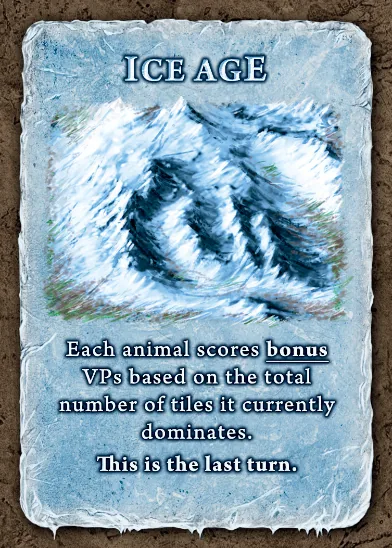 ICE AGE
Each animal scores bonus
VPs based on the total
number of tiles it currently
dominates.
This is the last turn.